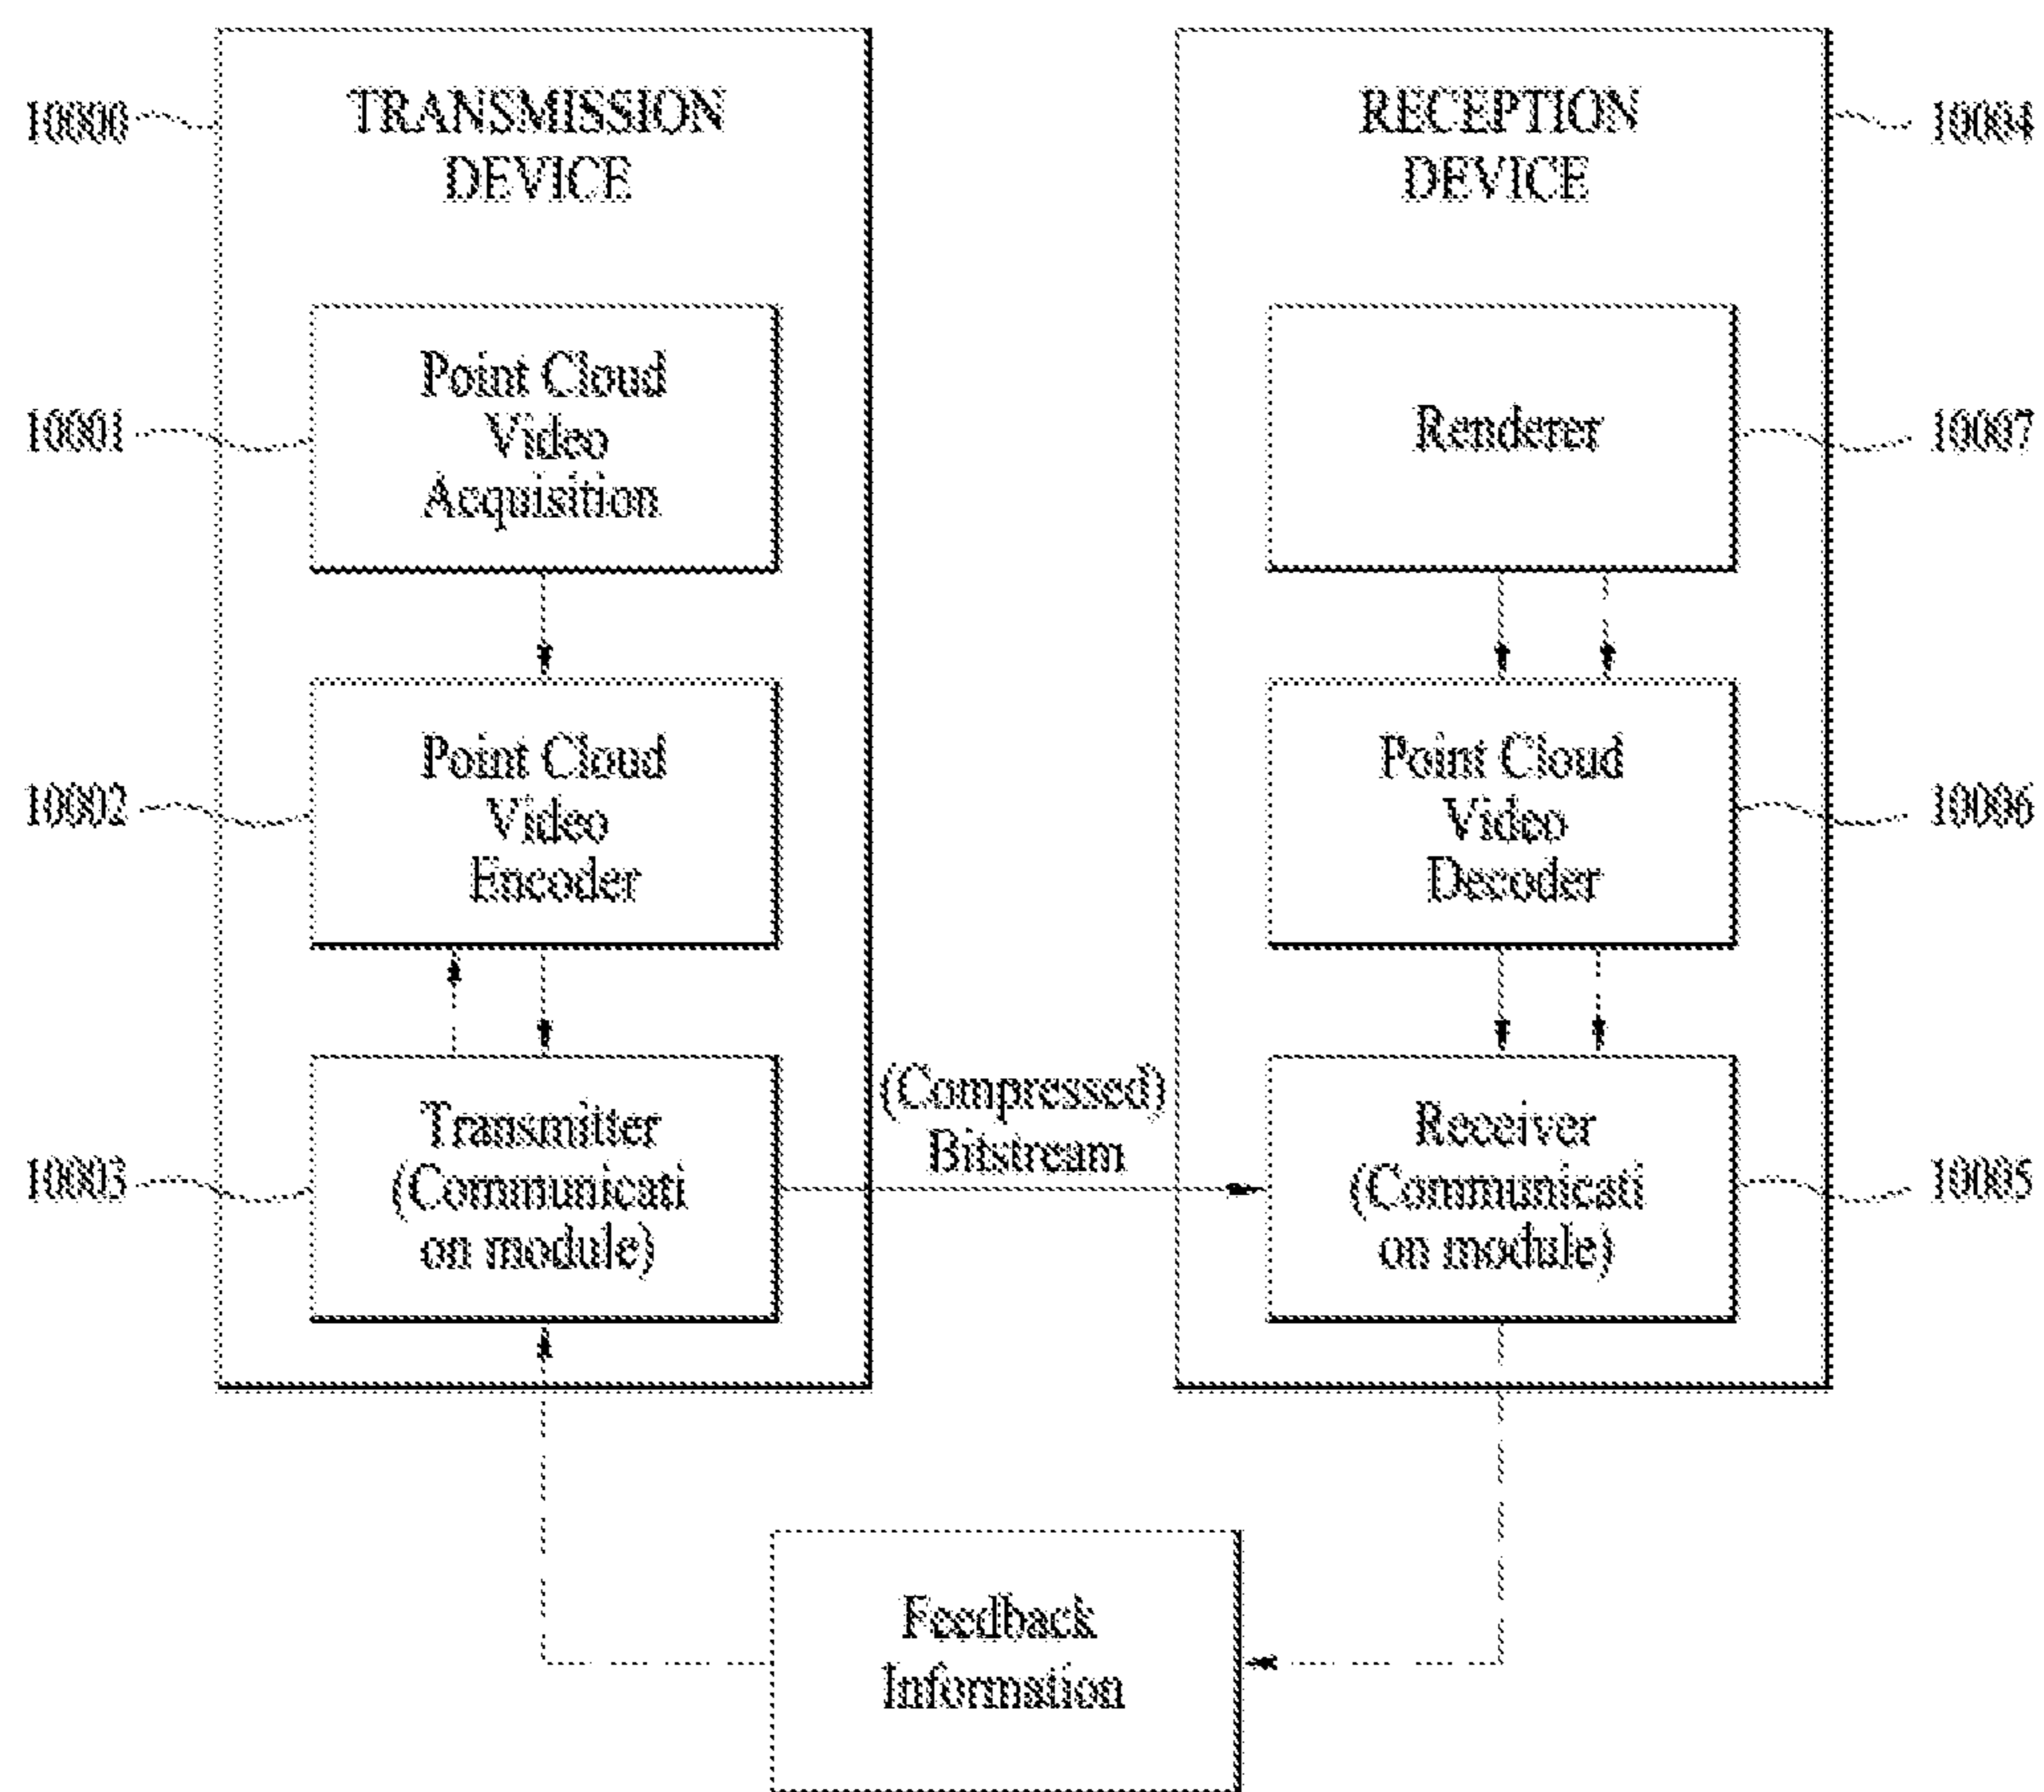 TRANSMISSION
DEVICE
10000
Point Cloud
Video
Acquisition
10001
Point Cloud
Video
Encoder
10002
Transmitter
(Communicati
on module)
10003
(Compressed)
Bitstream
RECEPTION
DEVICE
10004
Renderer
10007
Point Cloud
Video
Decoder
10006
Receiver
(Communicati
on module)
10005
Feedback
Information